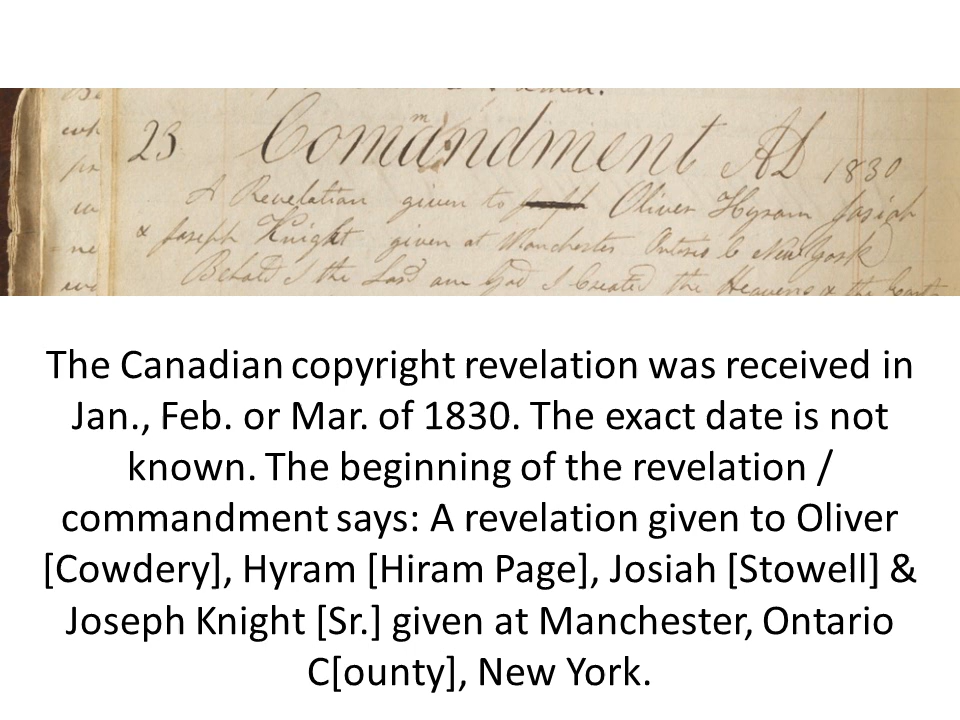 23 Comandment AD 1830
m
A Revelation given to Oliver Hyram Josiah
& Joseph Knight given at Manchester Ontario C New York
Behold I the Lord am God I Created the Heavens & the Earth
The Canadian copyright revelation was received in
Jan., Feb. or Mar. of 1830. The exact date is not
known. The beginning of the revelation /
commandment says: A revelation given to Oliver
[Cowdery], Hyram [Hiram Page], Josiah [Stowell] &
Joseph Knight [Sr.] given at Manchester, Ontario
C[ounty], New York.